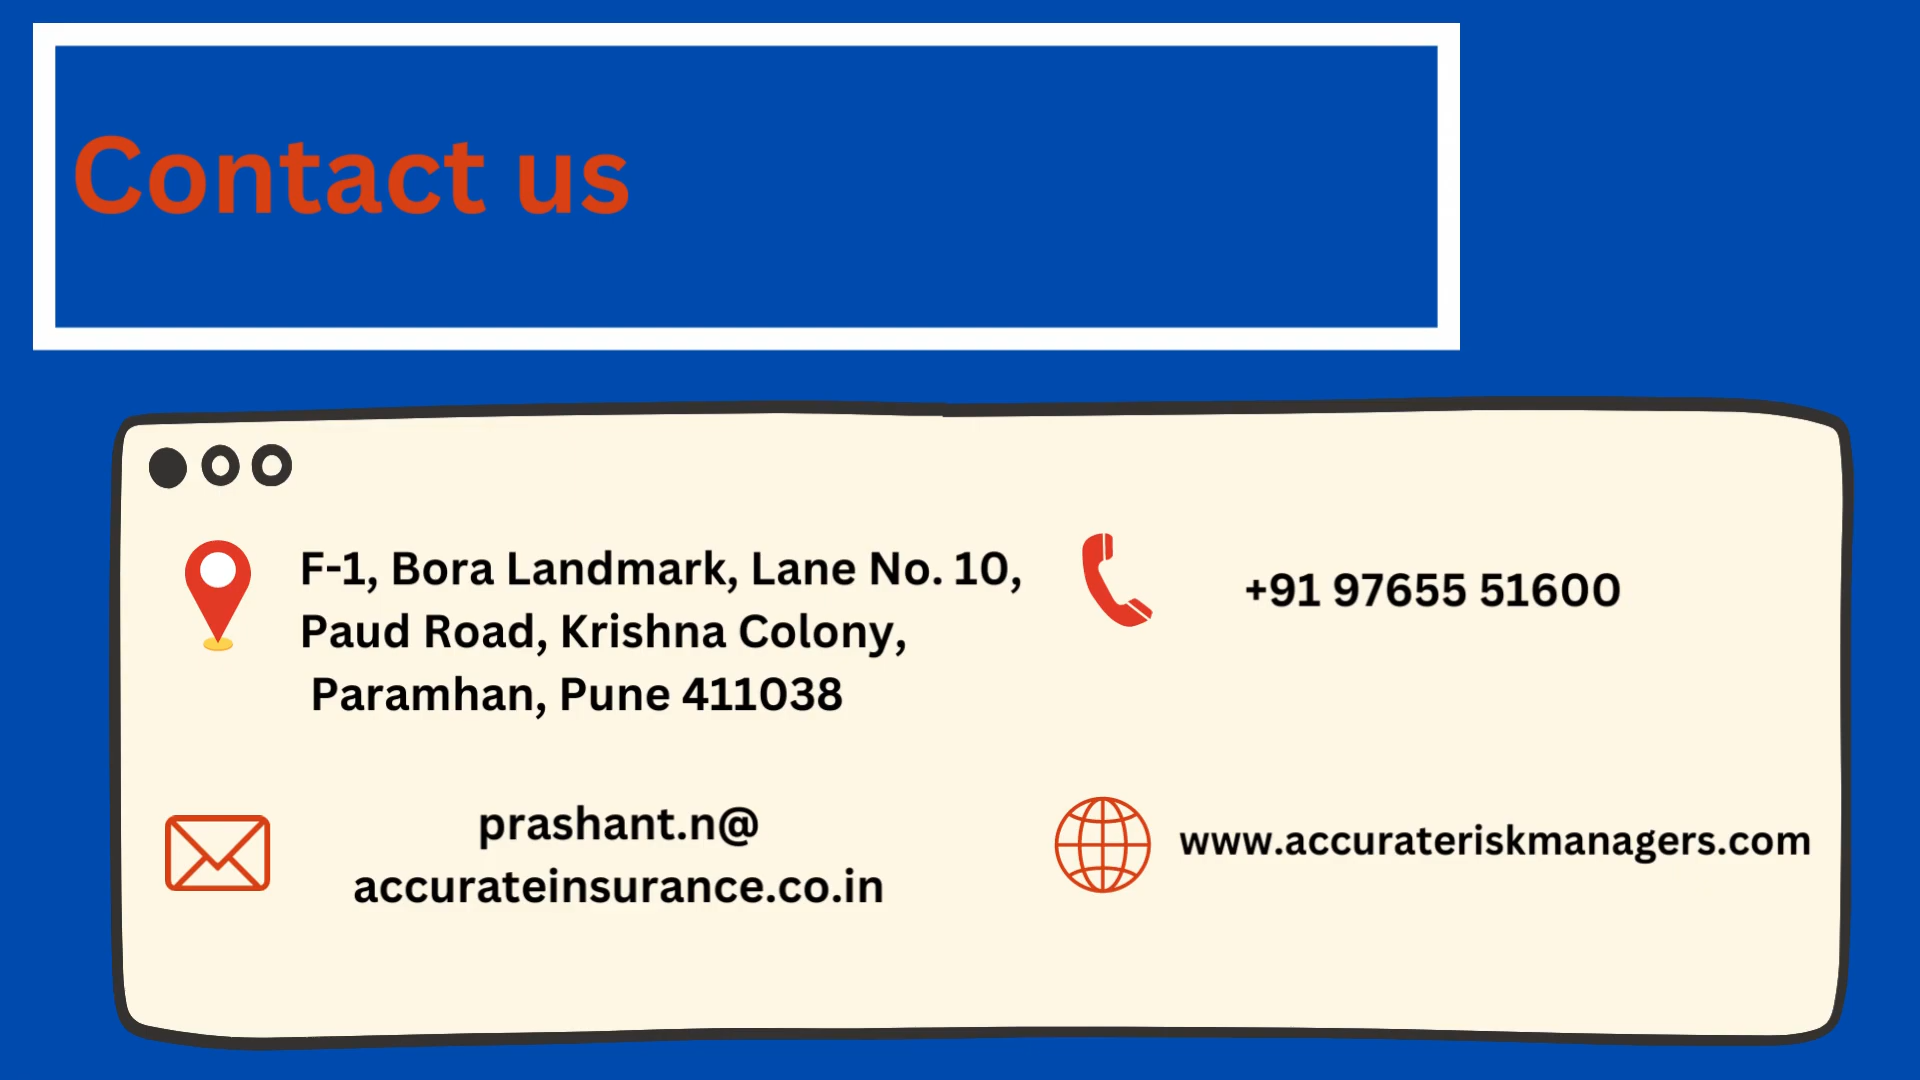 Contact us
F-1, Bora Landmark, Lane No. 10,
Paud Road, Krishna Colony,
Paramhan, Pune 411038
+91 97655 51600
prashant.n@
accurateinsurance.co.in
www.accurateriskmanagers.com